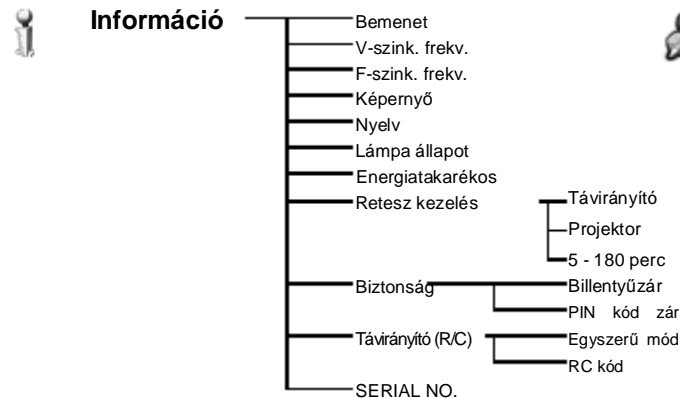 Információ
Bemenet
V-szink. frekv.
F-szink. frekv.
Képernyő
Nyelv
Lámpa állapot
Energiatakarékos
Retesz kezelés
Távirányító
Projektor
5 - 180 perc
Biztonság
Billentyűzár
PIN kód zár
Távirányító (R/C)
Egyszerű mód
RC kód
SERIAL NO.